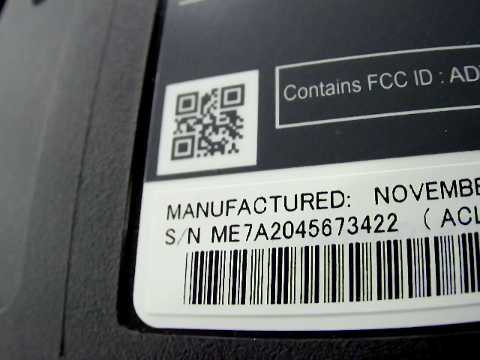 Contains FCC ID : AD
MANUFACTURED: NOVEMBE
S/N ME7A2045673422 ( ACL